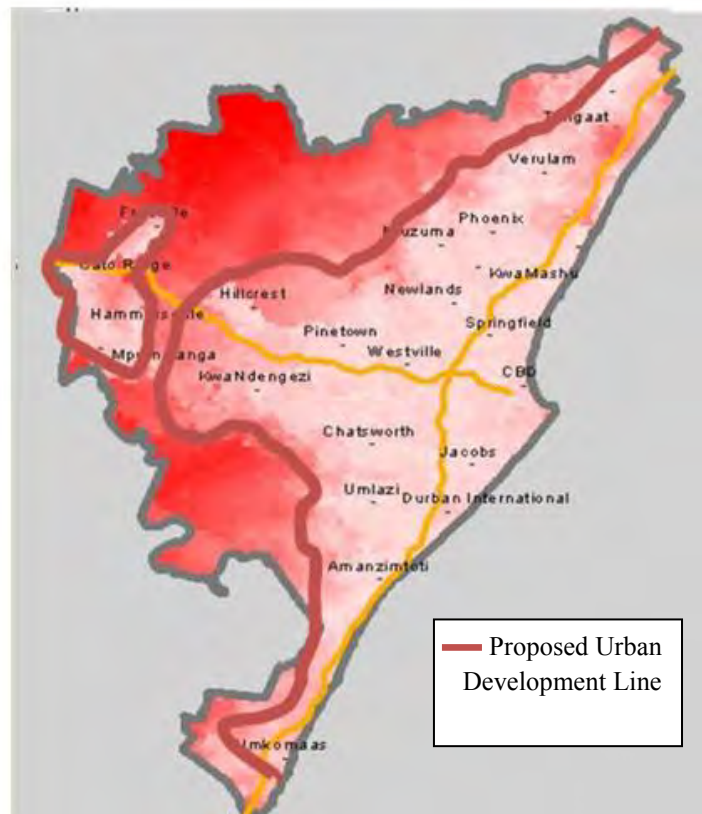 Tongaat
Verulam
Phoenix
KwaMashu
Newlands
Hillcrest
Springfield
Pinetown
Westville
CBD
KwaNdengezi
Chatsworth
Jacobs
Umlazi
Durban International
Amanzimtoti
Proposed Urban
Development Line
Umkomaas